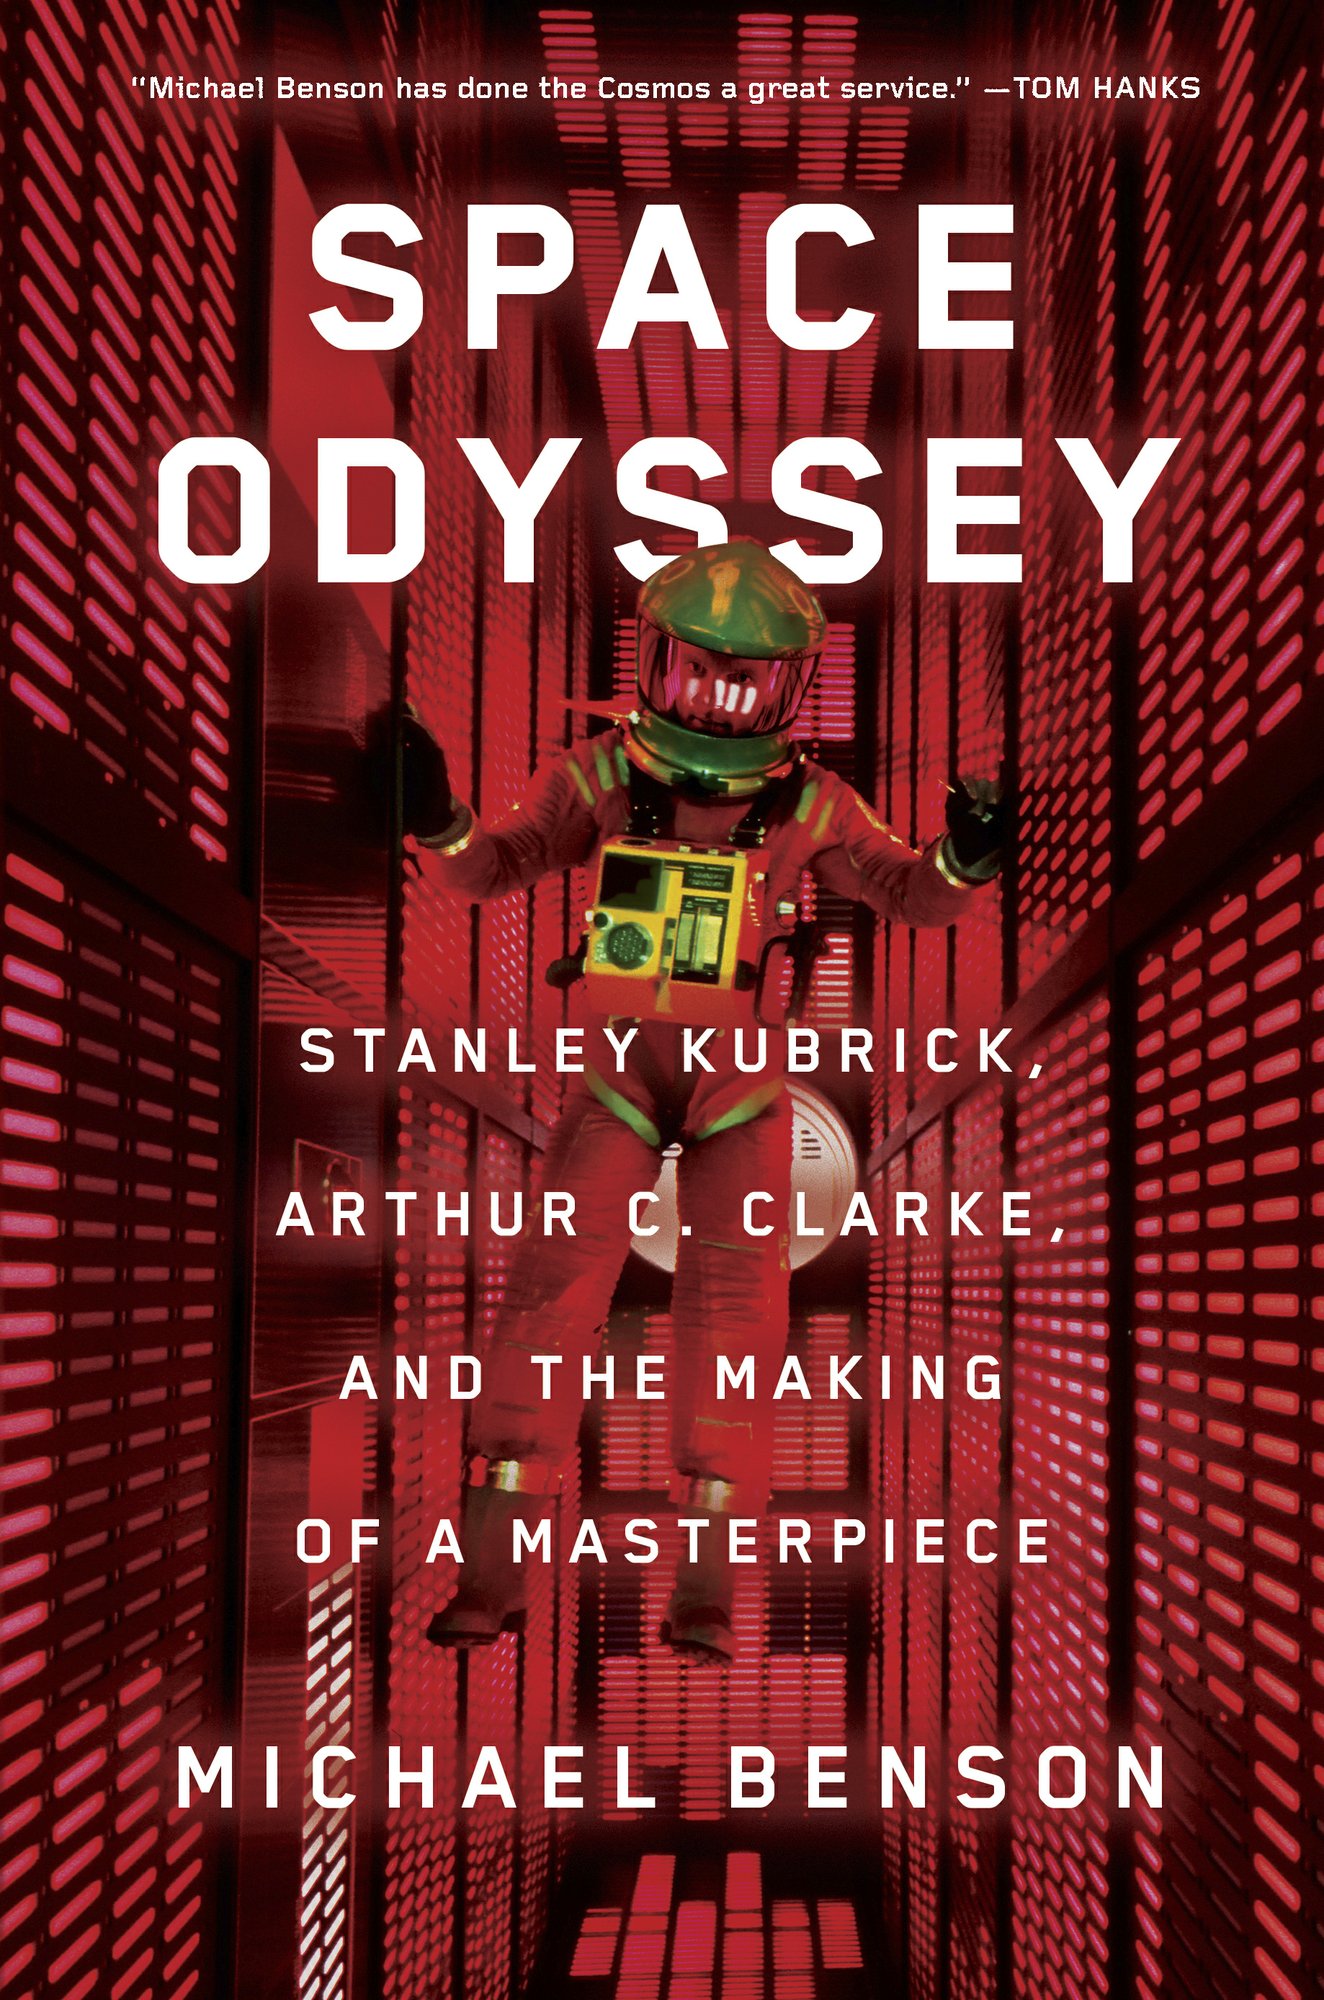 “Michael Benson has done the Cosmos a great service.” —TOM HANKS
SPACE
ODYSSEY
STANLEY KUBRICK,
ARTHUR C. CLARKE,
AND THE MAKING
OF A MASTERPIECE
MICHAEL BENSON